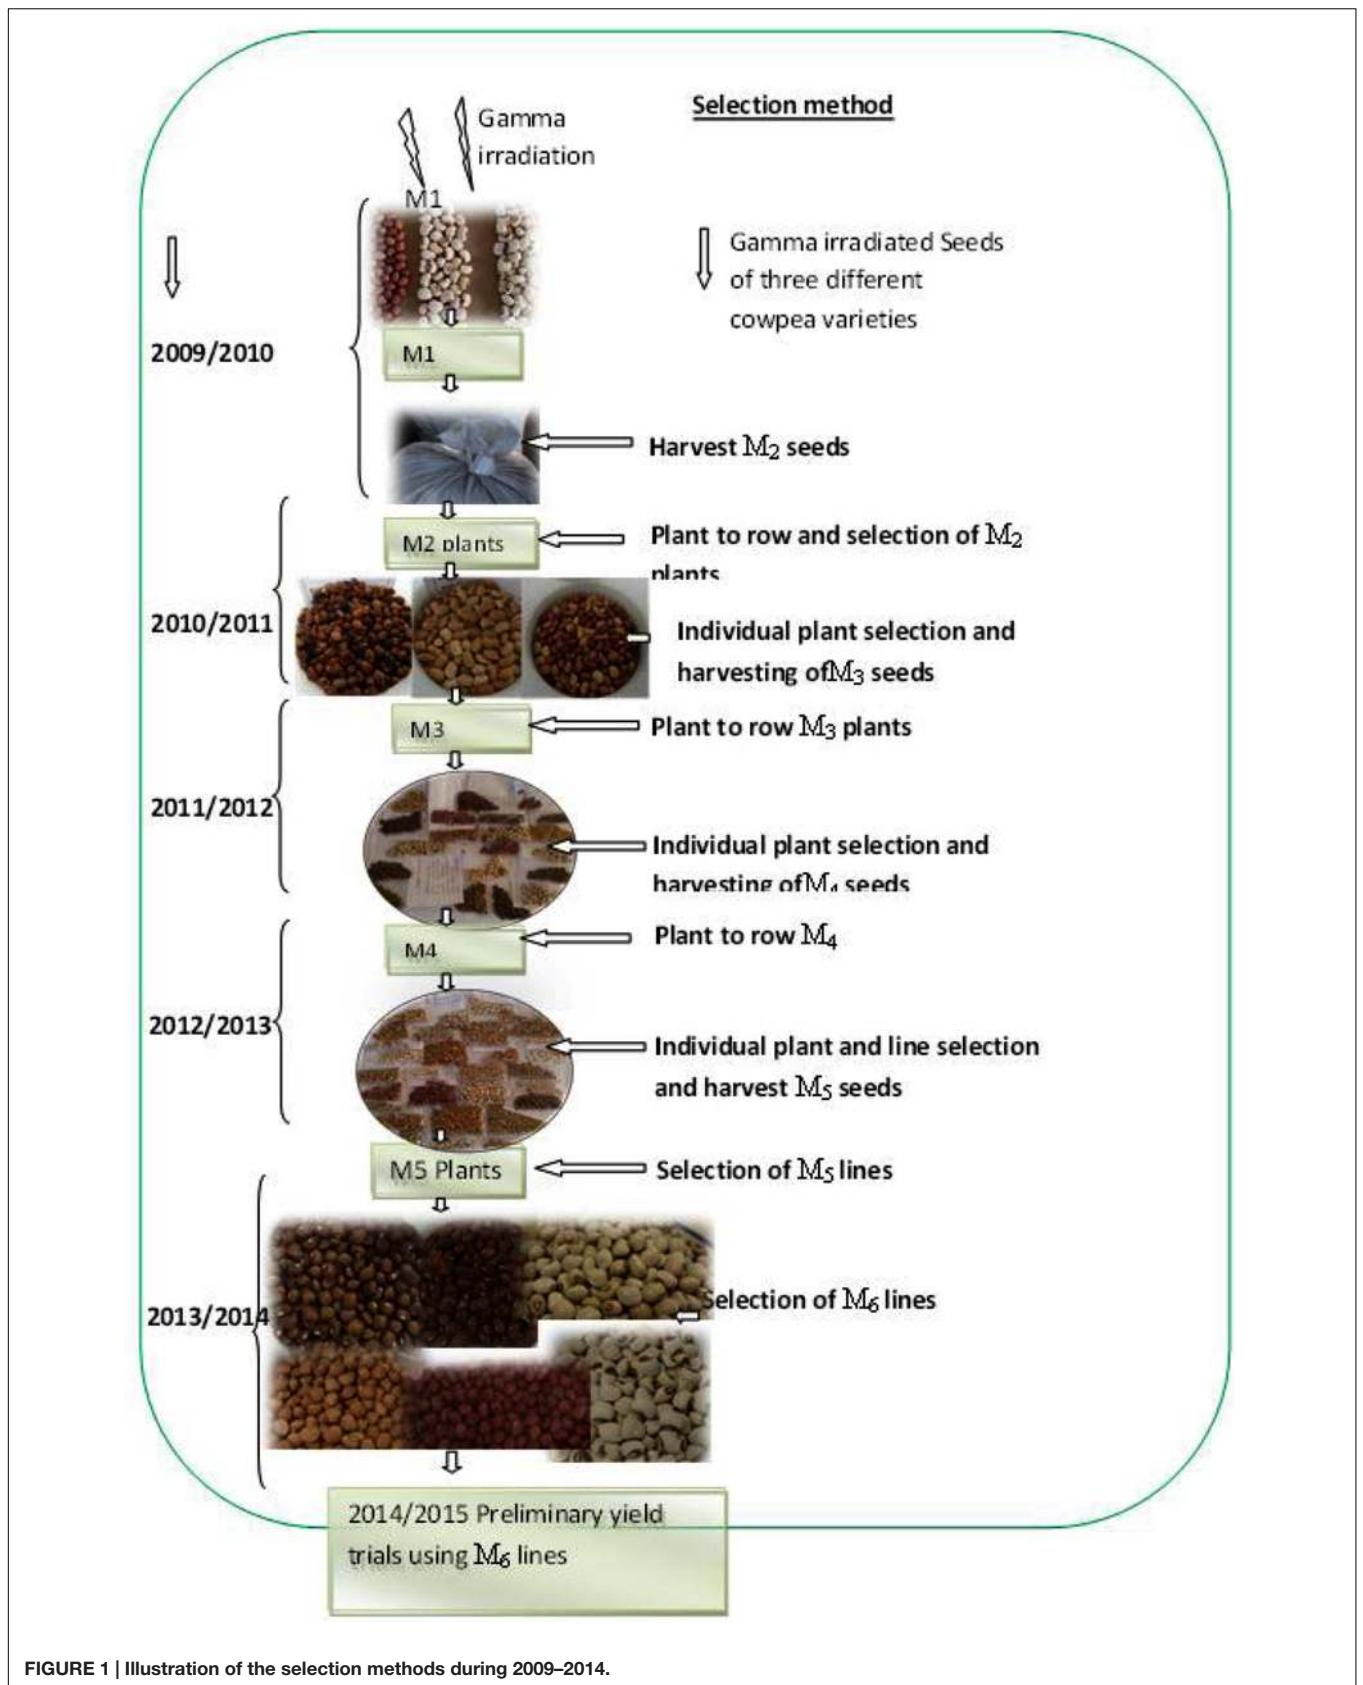 Selection method
Gamma
irradiation
M1
Gamma irradiated Seeds
of three different
cowpea varieties
2009/2010
M1
Harvest M₂ seeds
M2 plants
Plant to row and selection of M₂
plants
2010/2011
Individual plant selection and
harvesting ofM₃ seeds
M3
Plant to row M₃ plants
2011/2012
Individual plant selection and
harvesting ofM₄ seeds
M4
Plant to row M₄
2012/2013
Individual plant and line selection
and harvest M₅ seeds
M5 Plants
Selection of M₅ lines
2013/2014
Selection of M₆ lines
2014/2015 Preliminary yield
trials using M₆ lines
FIGURE 1 | Illustration of the selection methods during 2009–2014.